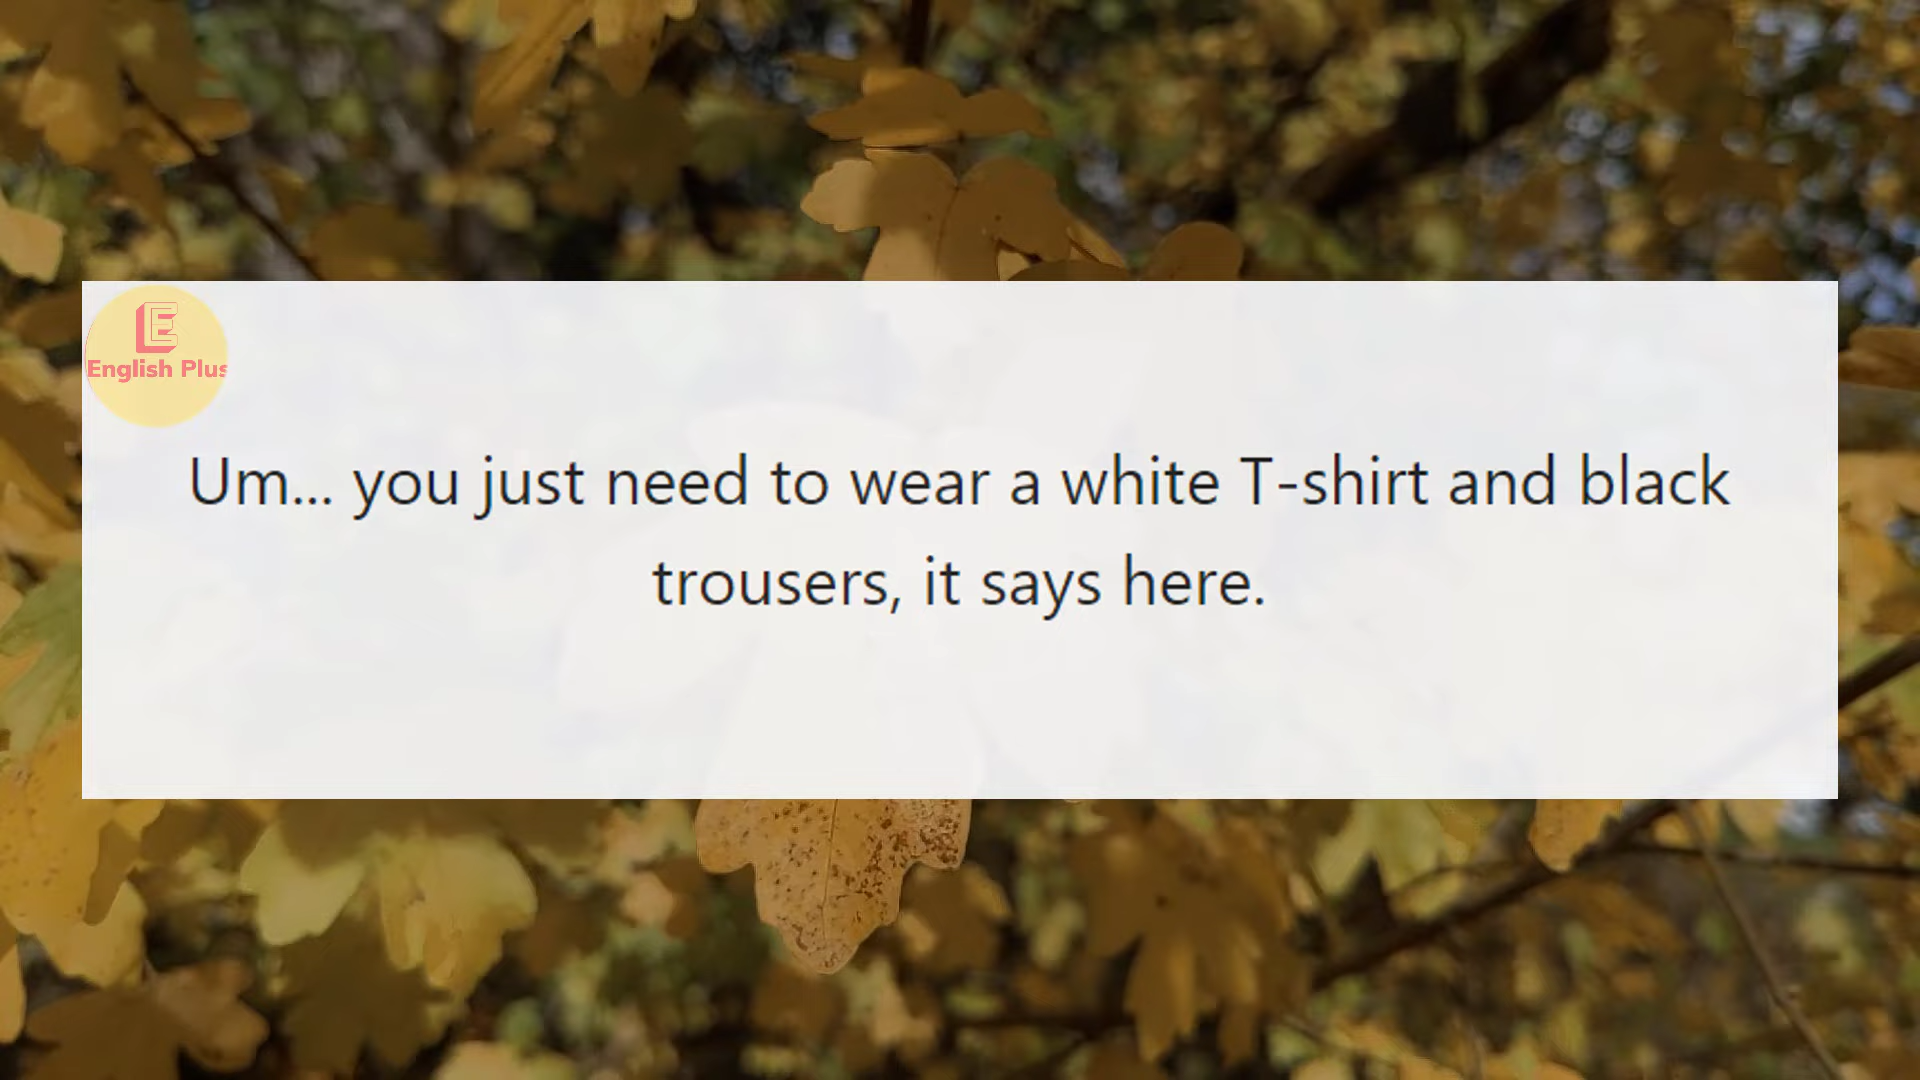 E
English Plus
Um... you just need to wear a white T-shirt and black
trousers, it says here.